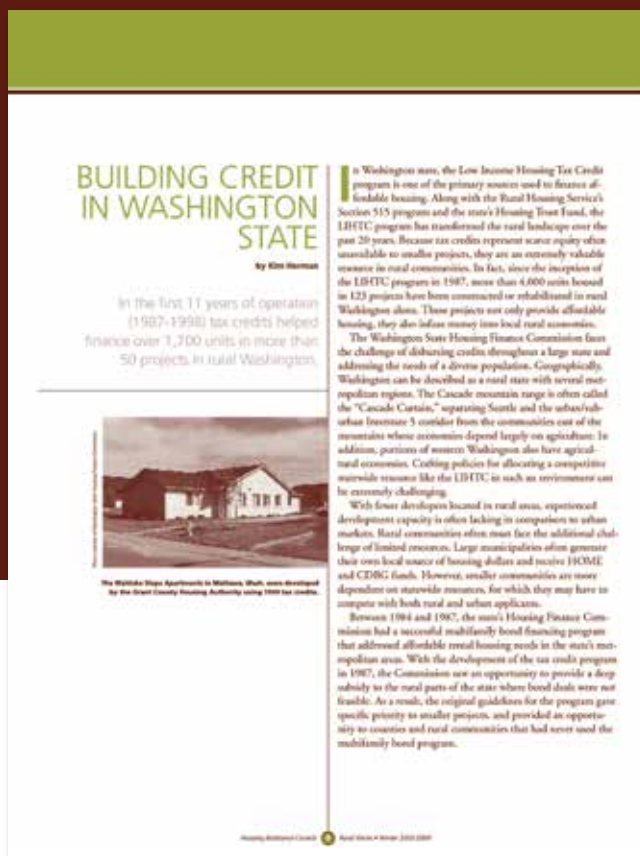 BUILDING CREDIT
IN WASHINGTON
STATE
by Kim Herman
In the first 11 years of operation
(1987-1998) tax credits helped
finance over 1,700 units in more than
50 projects in rural Washington.
The Mattawa Slope Apartments in Mattawa, Wash. were developed
by the Grant County Housing Authority using 1999 tax credits.
In Washington state, the Low Income Housing Tax Credit
program is one of the primary sources used to finance af-
fordable housing. Along with the Rural Housing Service's
Section 515 program and the state's Housing Trust Fund, the
LIHTC program has transformed the rural landscape over the
past 20 years. Because tax credits represent scarce equity often
unavailable to smaller projects, they are an extremely valuable
resource in rural communities. In fact, since the inception of
the LIHTC program in 1987, more than 4,000 units housed
in 123 projects have been constructed or rehabilitated in rural
Washington alone. These projects not only provide affordable
housing, they also infuse money into local rural economies.
The Washington State Housing Finance Commission faces
the challenge of disbursing credits throughout a large state and
addressing the needs of a diverse population. Geographically,
Washington can be described as a rural state with several met-
ropolitan regions. The Cascade mountain range is often called
the "Cascade Curtain," separating Seattle and the urban/sub-
urban Interstate 5 corridor from the communities east of the
mountains whose economies depend largely on agriculture. In
addition, portions of western Washington also have agricul-
tural economies. Crafting policies for allocating a competitive
statewide resource like the LIHTC in such an environment can
be extremely challenging.
With fewer developers located in rural areas, experienced
development capacity is often lacking in comparison to urban
markets. Rural communities often must face the additional chal-
lenge of limited resources. Large municipalities often generate
their own local source of housing dollars and receive HOME
and CDBG funds. However, smaller communities are more
dependent on statewide resources, for which they may have to
compete with both rural and urban applicants.
Between 1984 and 1987, the state's Housing Finance Com-
mission had a successful multifamily bond financing program
that addressed affordable rental housing needs in the state's met-
ropolitan areas. With the development of the tax credit program
in 1987, the Commission saw an opportunity to provide a deep
subsidy to the rural parts of the state where bond deals were not
feasible. As a result, the original guidelines for the program gave
specific priority to smaller projects, and provided an opportu-
nity to counties and rural communities that had never used the
multifamily bond program.
Housing Assistance Council
Rural Voices • Winter 2003-2004